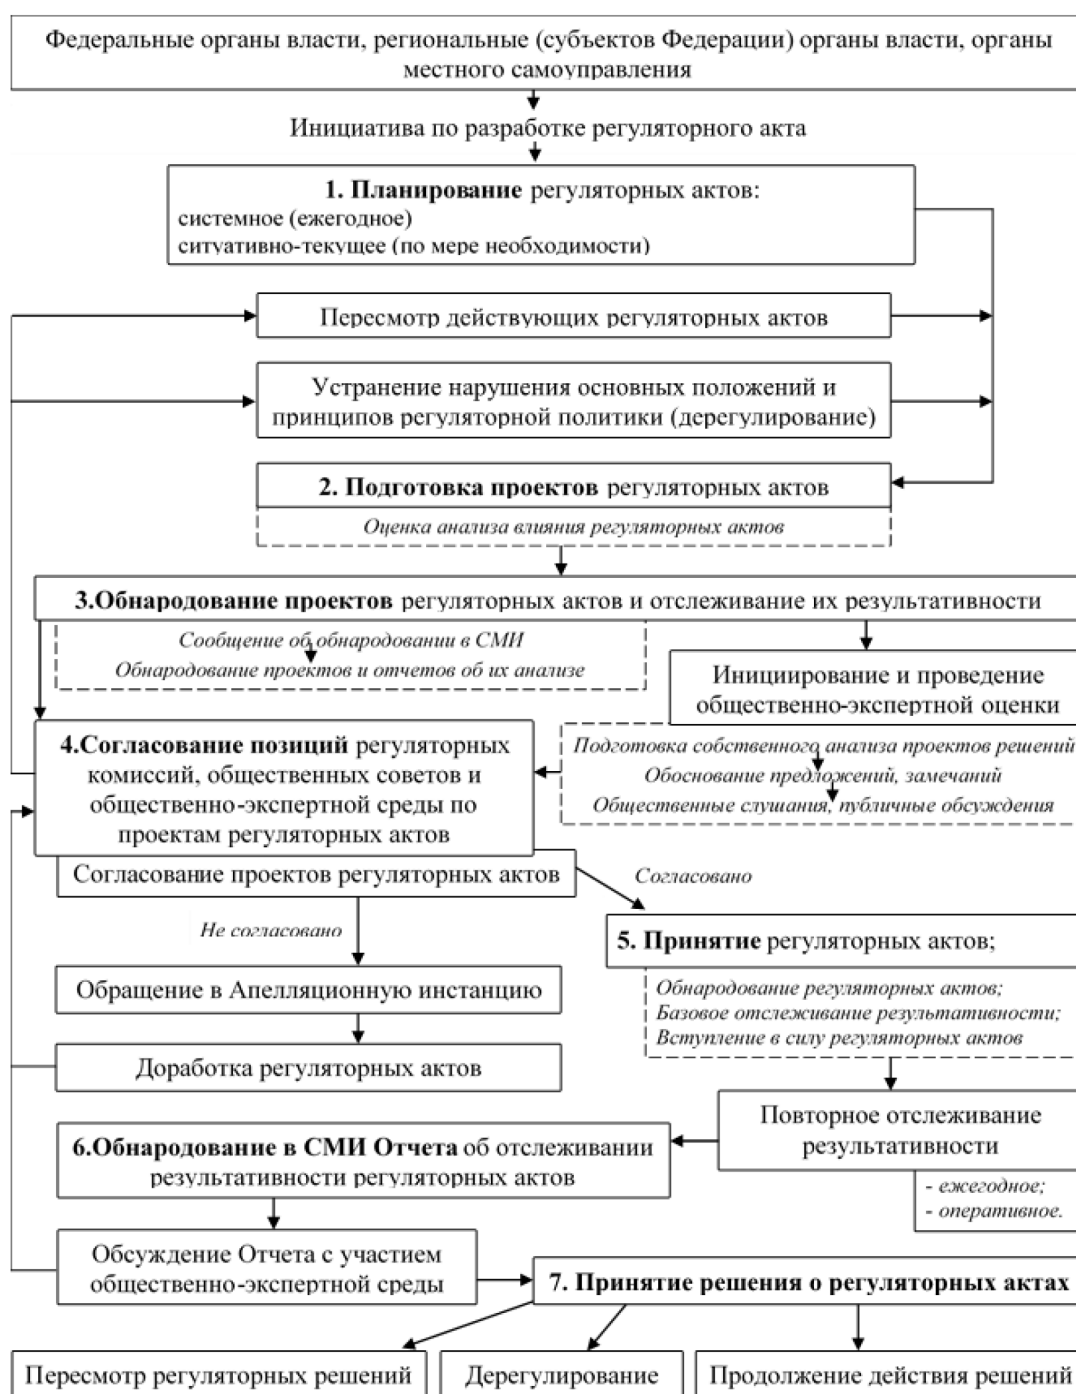 Федеральные органы власти, региональные (субъектов Федерации) органы власти, органы
местного самоуправления
Инициатива по разработке регуляторного акта
1. Планирование регуляторных актов:
системное (ежегодное)
ситуативно-текущее (по мере необходимости)
Пересмотр действующих регуляторных актов
Устранение нарушения основных положений и
принципов регуляторной политики (дерегулирование)
2. Подготовка проектов регуляторных актов
Оценка анализа влияния регуляторных актов
3.Обнародование проектов регуляторных актов и отслеживание их результативности
Сообщение об обнародовании в СМИ
Обнародование проектов и отчетов об их анализе
Инициирование и проведение
общественно-экспертной оценки
4.Согласование позиций регуляторных
комиссий, общественных советов и
общественно-экспертной среды по
проектам регуляторных актов
Подготовка собственного анализа проектов решений
Обоснование предложений, замечаний
Общественные слушания, публичные обсуждения
Согласование проектов регуляторных актов
Согласовано
Не согласовано
5. Принятие регуляторных актов;
Обнародование регуляторных актов;
Базовое отслеживание результативности;
Вступление в силу регуляторных актов
Обращение в Апелляционную инстанцию
Доработка регуляторных актов
Повторное отслеживание
результативности
- ежегодное;
- оперативное.
6.Обнародование в СМИ Отчета об отслеживании
результативности регуляторных актов
Обсуждение Отчета с участием
общественно-экспертной среды
7. Принятие решения о регуляторных актах
Пересмотр регуляторных решений
Дерегулирование
Продолжение действия решений